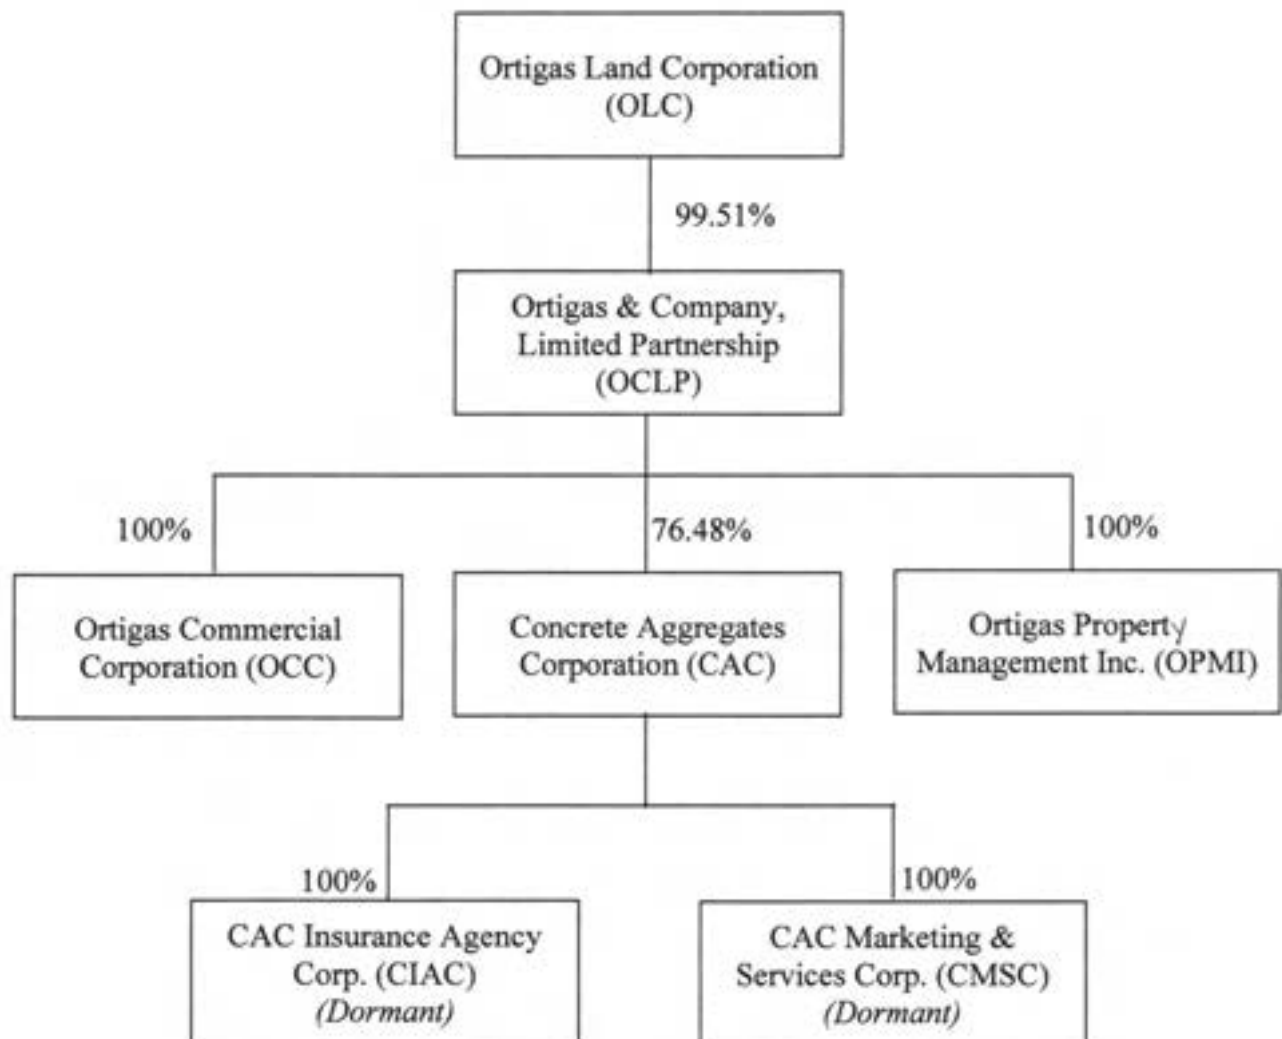 Ortigas Land Corporation
(OLC)
99.51%
Ortigas & Company,
Limited Partnership
(OCLP)
100%
76.48%
100%
Ortigas Commercial
Corporation (OCC)
Concrete Aggregates
Corporation (CAC)
Ortigas Property
Management Inc. (OPMI)
100%
100%
CAC Insurance Agency
Corp. (CIAC)
(Dormant)
CAC Marketing &
Services Corp. (CMSC)
(Dormant)